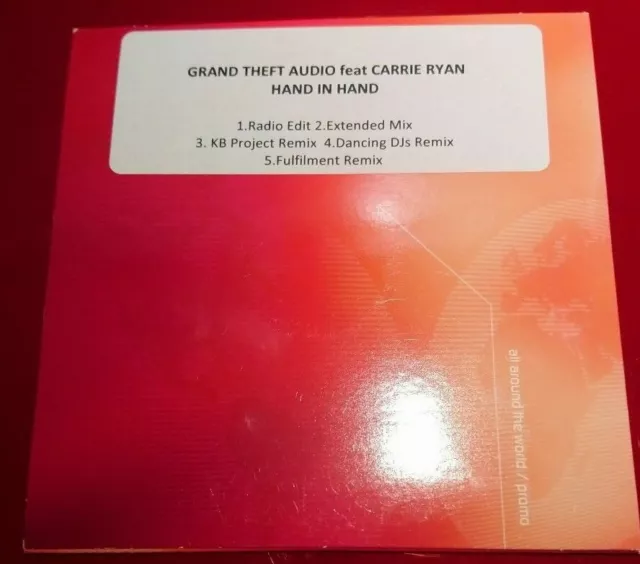 GRAND THEFT AUDIO feat CARRIE RYAN
HAND IN HAND
1.Radio Edit 2.Extended Mix
3. KB Project Remix 4.Dancing DJs Remix
5.Fulfilment Remix
all around the world / promo